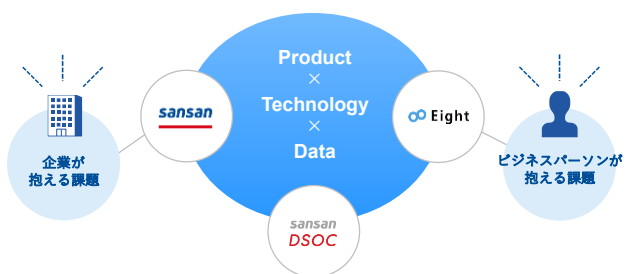 Product
×
Technology
×
Data
sansan
Eight
企業が
抱える課題
ビジネスパーソンが
抱える課題
sansan
DSOC